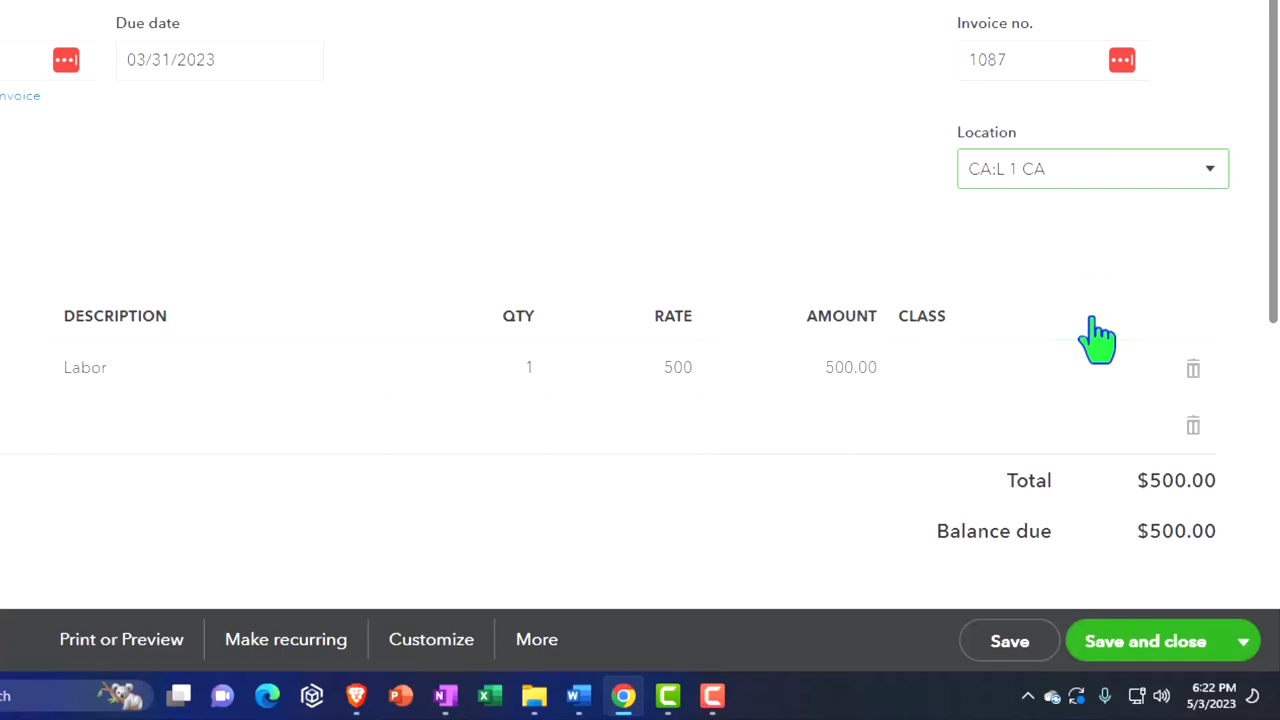 Due date
Invoice no.
03/31/2023
1087
nvoice
Location
CA:L 1 CA
DESCRIPTION QTY RATE AMOUNT CLASS
Labor 1 500 500.00
Total $500.00
Balance due $500.00
Print or Preview Make recurring Customize More Save Save and close
ch
6:22 PM
5/3/2023